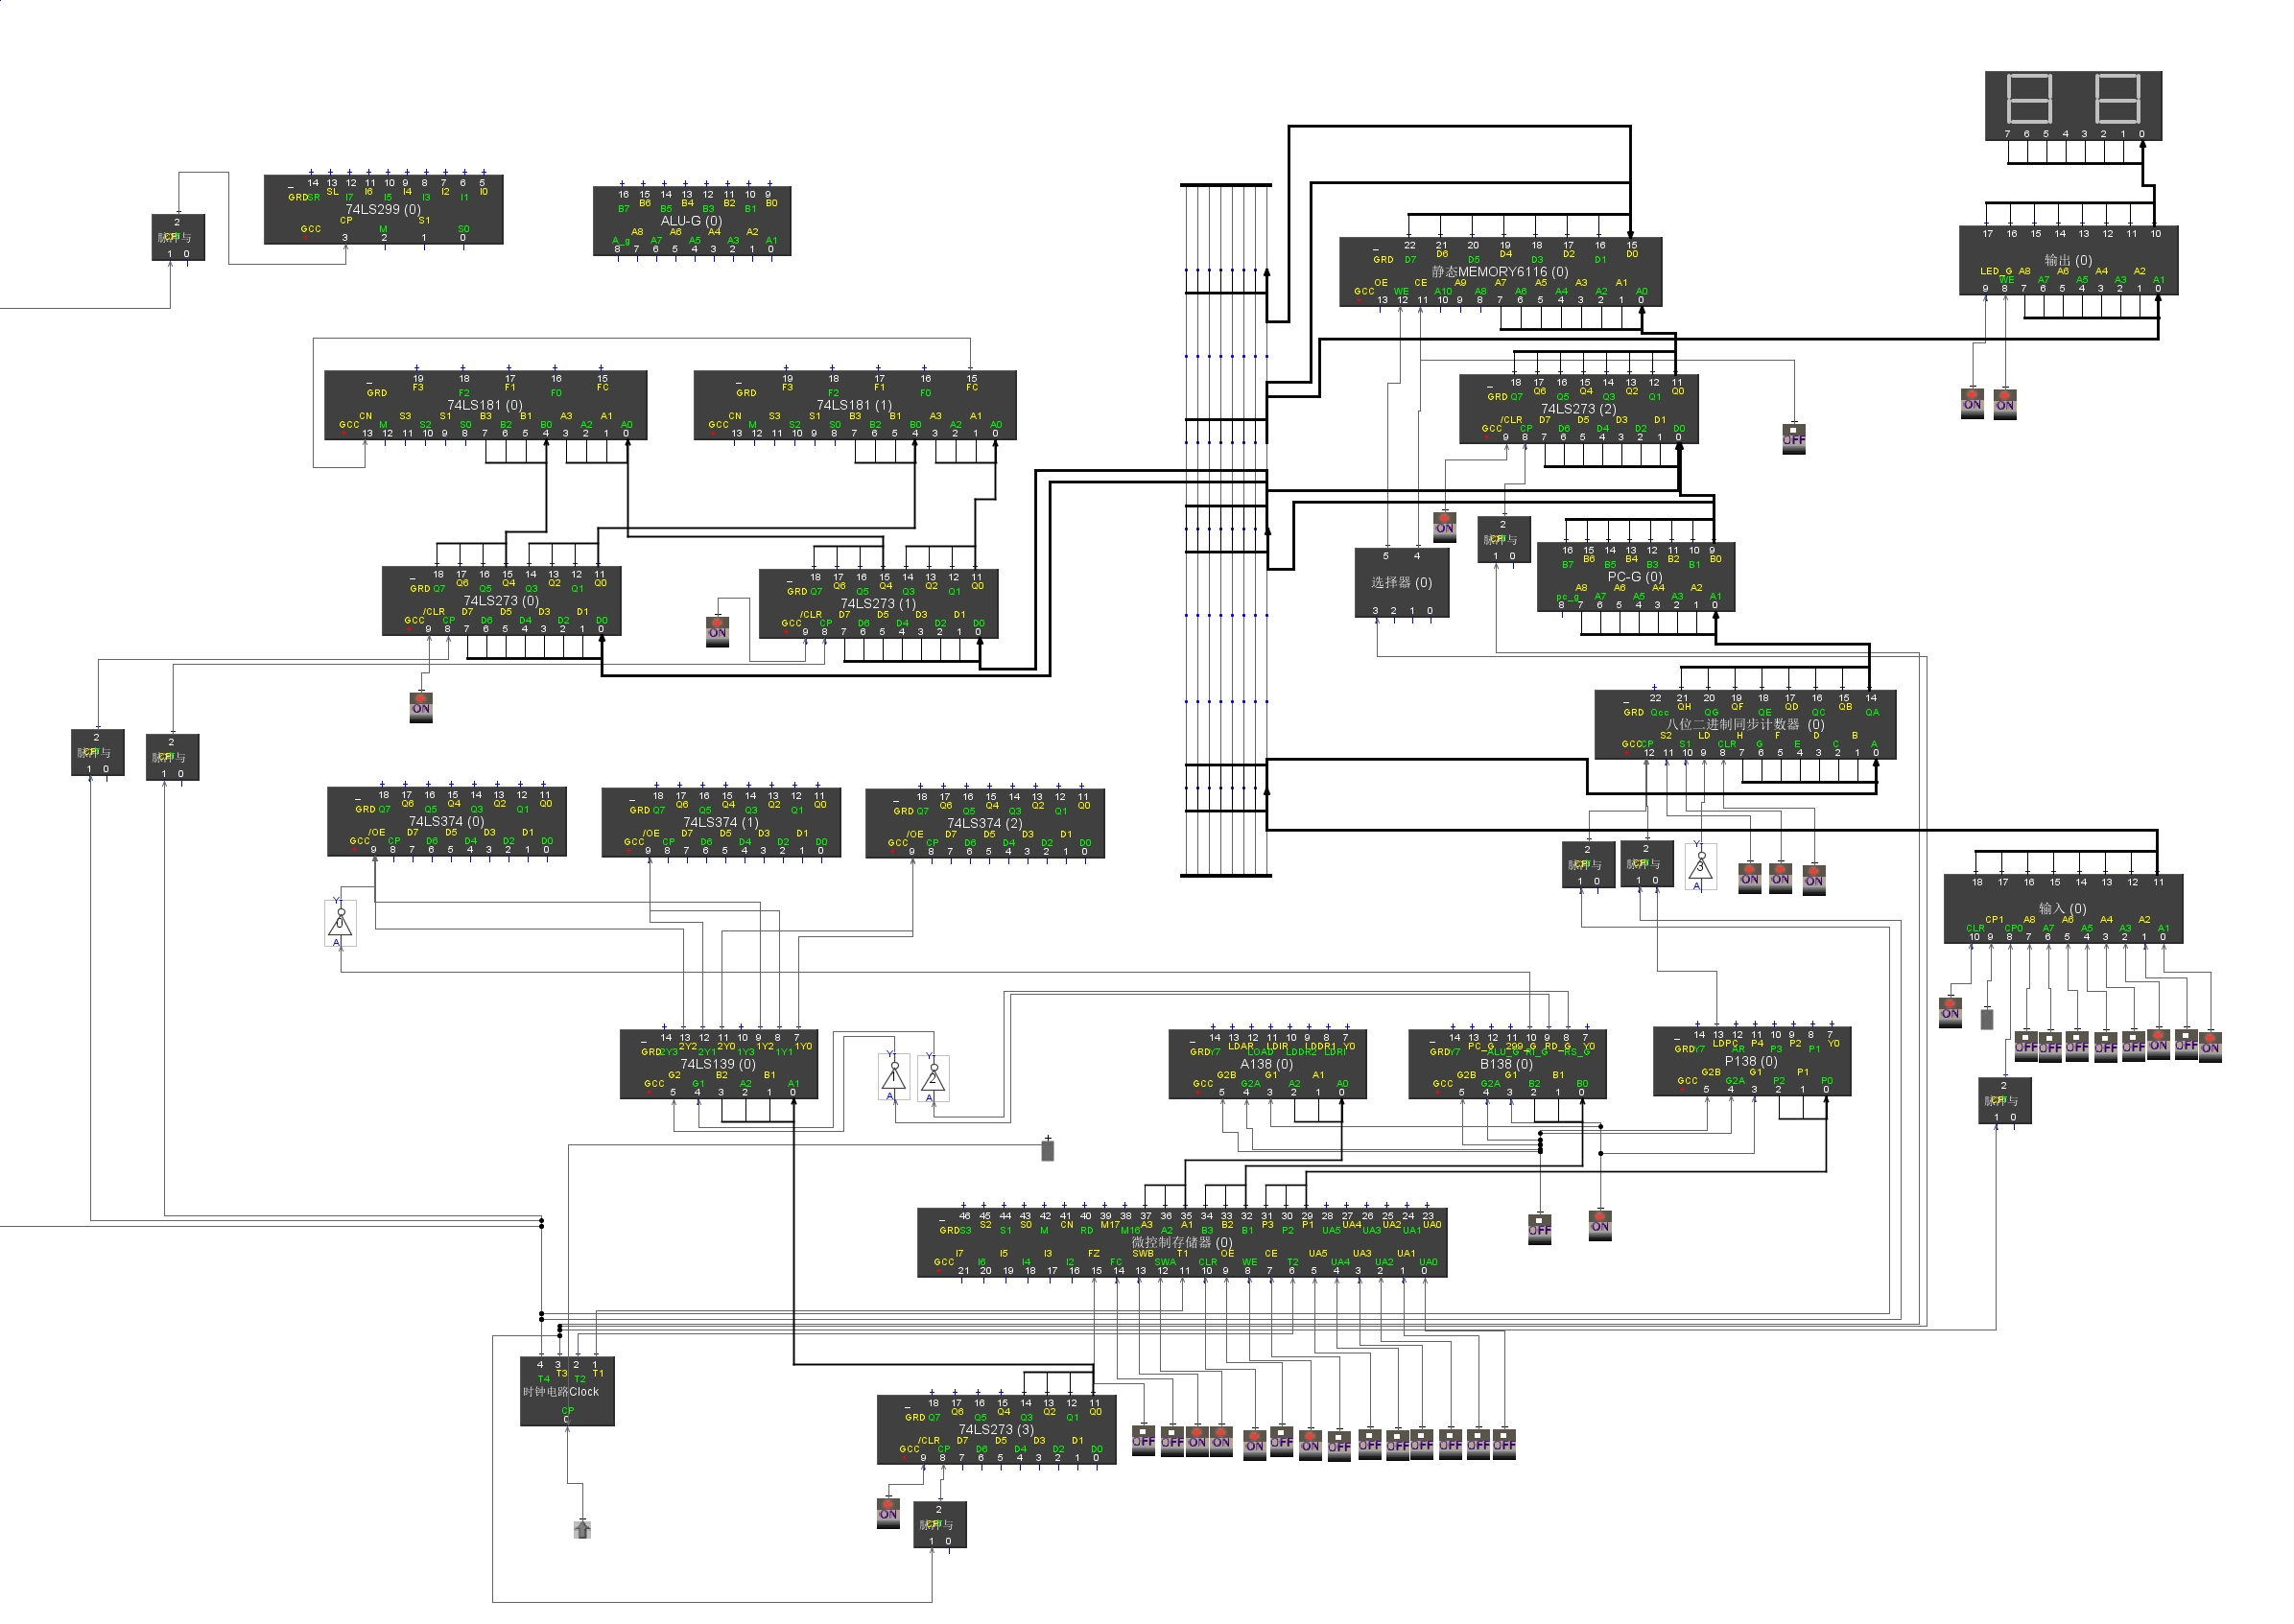 7 6 5 4 3 2 1 0
14 13 12 11 10 9 8 7 6 5
SL I6 I4 I2 I0
GRD SR I7 I5 I3 I1
74LS299 (0)
CP S1
GCC M S0
3 2 1 0
2
脉冲与
1 0
16 15 14 13 12 11 10 9
B6 B4 B2 B0
B7 B5 B3 B1
ALU-G (0)
A8 A6 A4 A2
A_g A7 A5 A3 A1
8 7 6 5 4 3 2 1 0
22 21 20 19 18 17 16 15
D6 D4 D2 D0
GRD D7 D5 D3 D1
静态MEMORY6116 (0)
OE CE A9 A7 A5 A3 A1
GCC WE A10 A8 A6 A4 A2 A0
13 12 11 10 9 8 7 6 5 4 3 2 1 0
17 16 15 14 13 12 11 10
输出 (0)
LED_G A8 A6 A4 A2
WE A7 A5 A3 A1
9 8 7 6 5 4 3 2 1 0
ON
ON
19 18 17 16 15
F3 F1 FC
GRD F2 F0
74LS181 (0)
CN S3 S1 B3 B1 A3 A1
GCC M S2 S0 B2 B0 A2 A0
13 12 11 10 9 8 7 6 5 4 3 2 1 0
19 18 17 16 15
F3 F1 FC
GRD F2 F0
74LS181 (1)
CN S3 S1 B3 B1 A3 A1
GCC M S2 S0 B2 B0 A2 A0
13 12 11 10 9 8 7 6 5 4 3 2 1 0
18 17 16 15 14 13 12 11
Q6 Q4 Q2 Q0
GRD Q7 Q5 Q3 Q1
74LS273 (2)
/CLR D7 D5 D3 D1
GCC CP D6 D4 D2 D0
9 8 7 6 5 4 3 2 1 0
OFF
ON
2
脉冲与
1 0
5 4
选择器 (0)
3 2 1 0
16 15 14 13 12 11 10 9
B6 B4 B2 B0
B7 B5 B3 B1
PC-G (0)
A8 A6 A4 A2
pc_g A7 A5 A3 A1
8 7 6 5 4 3 2 1 0
18 17 16 15 14 13 12 11
Q6 Q4 Q2 Q0
GRD Q7 Q5 Q3 Q1
74LS273 (0)
/CLR D7 D5 D3 D1
GCC CP D6 D4 D2 D0
9 8 7 6 5 4 3 2 1 0
ON
18 17 16 15 14 13 12 11
Q6 Q4 Q2 Q0
GRD Q7 Q5 Q3 Q1
74LS273 (1)
/CLR D7 D5 D3 D1
GCC CP D6 D4 D2 D0
9 8 7 6 5 4 3 2 1 0
ON
22 21 20 19 18 17 16 15 14
QH QF QD QB
GRD Qcc QG QE QC QA
八位二进制同步计数器 (0)
S2 LD H F D B
GCC CP S1 CLR G E C A
12 11 10 9 8 7 6 5 4 3 2 1 0
2
脉冲与
1 0
2
脉冲与
1 0
2
脉冲与
1 0
2
脉冲与
1 0
Y
3
A
ON
ON
ON
18 17 16 15 14 13 12 11
Q6 Q4 Q2 Q0
GRD Q7 Q5 Q3 Q1
74LS374 (0)
/OE D7 D5 D3 D1
GCC CP D6 D4 D2 D0
9 8 7 6 5 4 3 2 1 0
18 17 16 15 14 13 12 11
Q6 Q4 Q2 Q0
GRD Q7 Q5 Q3 Q1
74LS374 (1)
/OE D7 D5 D3 D1
GCC CP D6 D4 D2 D0
9 8 7 6 5 4 3 2 1 0
18 17 16 15 14 13 12 11
Q6 Q4 Q2 Q0
GRD Q7 Q5 Q3 Q1
74LS374 (2)
/OE D7 D5 D3 D1
GCC CP D6 D4 D2 D0
9 8 7 6 5 4 3 2 1 0
Y
0
A
18 17 16 15 14 13 12 11
输入 (0)
CP1 A8 A6 A4 A2
CLR CP0 A7 A5 A3 A1
10 9 8 7 6 5 4 3 2 1 0
ON
OFF OFF OFF OFF OFF ON OFF ON
2
脉冲与
1 0
14 13 12 11 10 9 8 7
2Y2 2Y0 1Y2 1Y0
GRD 2Y3 2Y1 1Y3 1Y1
74LS139 (0)
G2 B2 B1
GCC G1 A2 A1
5 4 3 2 1 0
Y
1
A
Y
2
A
14 13 12 11 10 9 8 7
LDAR LDIR LDDR1 Y0
GRD Y7 LOAD LDDR2 LDRI
A138 (0)
G2B G1 A1
GCC G2A A2 A0
5 4 3 2 1 0
14 13 12 11 10 9 8 7
PC_G 299_G RD_G Y0
GRD Y7 ALU_G RI_G RS_G
B138 (0)
G2B G1 B1
GCC G2A B2 B0
5 4 3 2 1 0
14 13 12 11 10 9 8 7
LDPC P4 P2 Y0
GRD Y7 AR P3 P1
P138 (0)
G2B G1 P1
GCC G2A P2 P0
5 4 3 2 1 0
OFF
ON
46 45 44 43 42 41 40 39 38 37 36 35 34 33 32 31 30 29 28 27 26 25 24 23
S2 S0 CN M17 A3 A1 B2 P3 P1 UA4 UA2 UA0
GRD S3 S1 M RD M16 A2 B3 B1 P2 UA5 UA3 UA1
微控制存储器 (0)
I7 I5 I3 FZ SWB T1 OE CE UA5 UA3 UA1
GCC I6 I4 I2 FC SWA CLR WE T2 UA4 UA2 UA0
21 20 19 18 17 16 15 14 13 12 11 10 9 8 7 6 5 4 3 2 1 0
4 3 2 1
T3 T1
T4 T2
时钟电路Clock
CP
0
18 17 16 15 14 13 12 11
Q6 Q4 Q2 Q0
GRD Q7 Q5 Q3 Q1
74LS273 (3)
/CLR D7 D5 D3 D1
GCC CP D6 D4 D2 D0
9 8 7 6 5 4 3 2 1 0
OFF OFF ON ON ON OFF ON OFF OFF OFF OFF OFF OFF OFF
ON
2
脉冲与
1 0